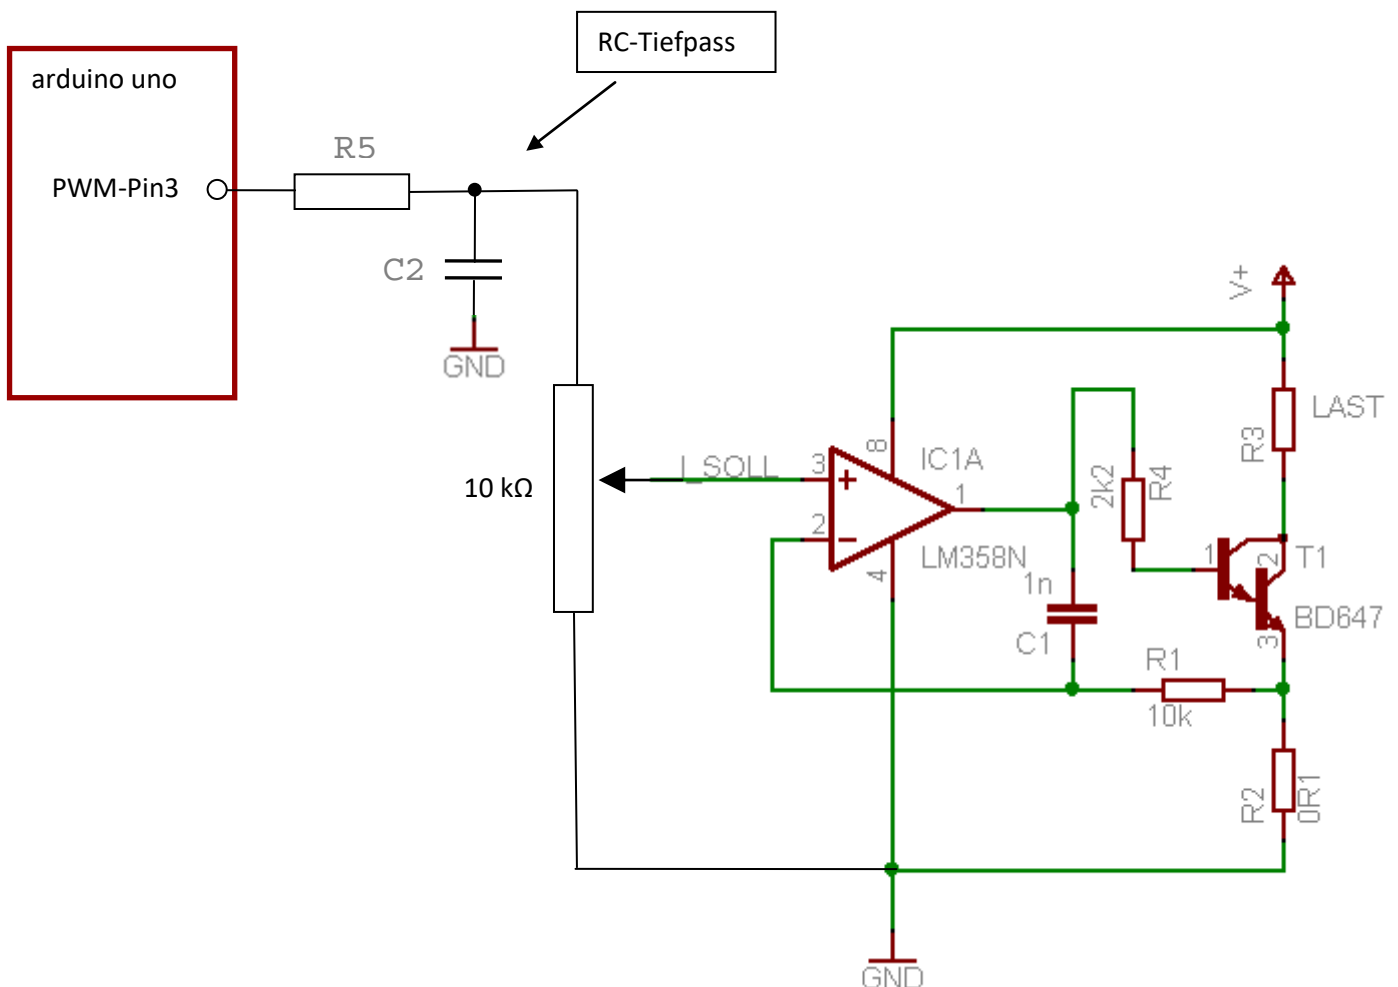 RC-Tiefpass
arduino uno
R5
PWM-Pin3
C2
GND
V+
LAST
R3
10 kΩ
I_SOLL
3
8
IC1A
+
2
-
1
4
LM358N
2k2
R4
1
2
T1
BD647
3
1n
C1
R1
10k
R2
0R1
GND